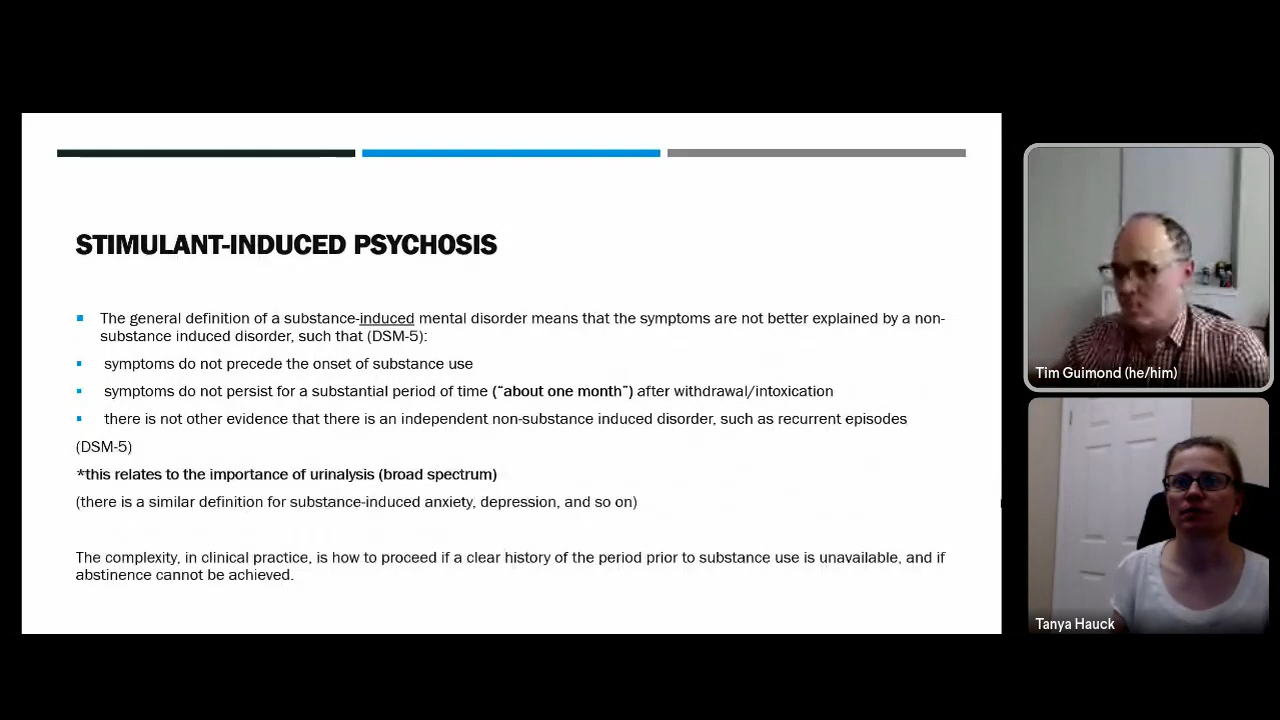 STIMULANT-INDUCED PSYCHOSIS
The general definition of a substance-induced mental disorder means that the symptoms are not better explained by a non-
substance induced disorder, such that (DSM-5):
symptoms do not precede the onset of substance use
symptoms do not persist for a substantial period of time (“about one month”) after withdrawal/intoxication
there is not other evidence that there is an independent non-substance induced disorder, such as recurrent episodes
(DSM-5)
*this relates to the importance of urinalysis (broad spectrum)
(there is a similar definition for substance-induced anxiety, depression, and so on)
The complexity, in clinical practice, is how to proceed if a clear history of the period prior to substance use is unavailable, and if
abstinence cannot be achieved.
Tim Guimond (he/him)
Tanya Hauck